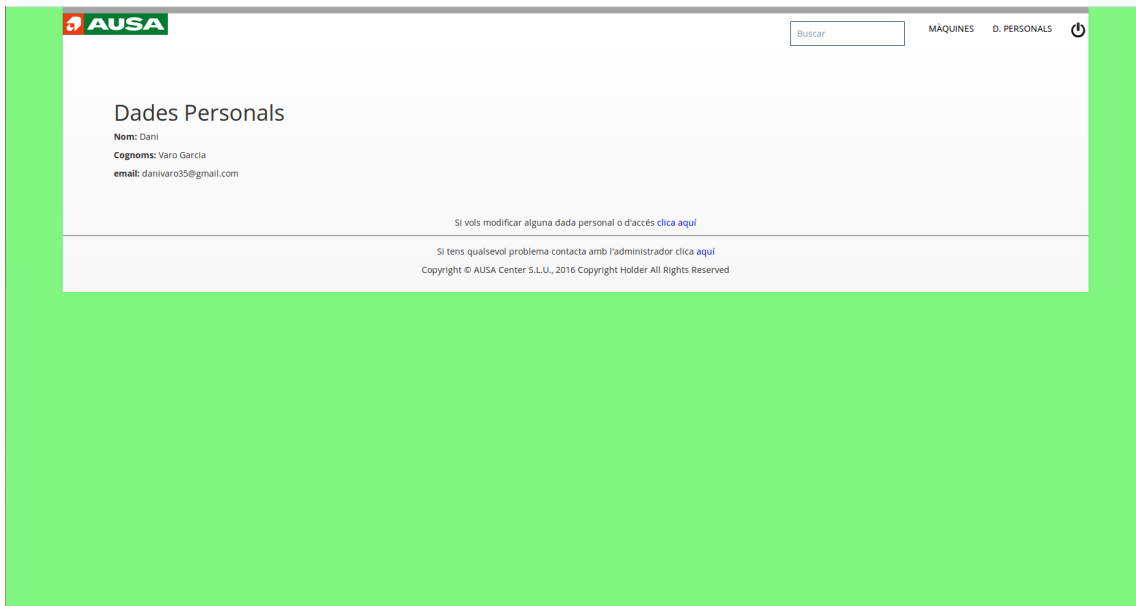 AUSA
Buscar
MÀQUINES
D. PERSONALS
Dades Personals
Nom: Dani
Cognoms: Varo Garcia
email: danivaro35@gmail.com
Si vols modificar alguna dada personal o d'accés clica aquí
Si tens qualsevol problema contacta amb l'administrador clica aquí
Copyright © AUSA Center S.L.U., 2016 Copyright Holder All Rights Reserved